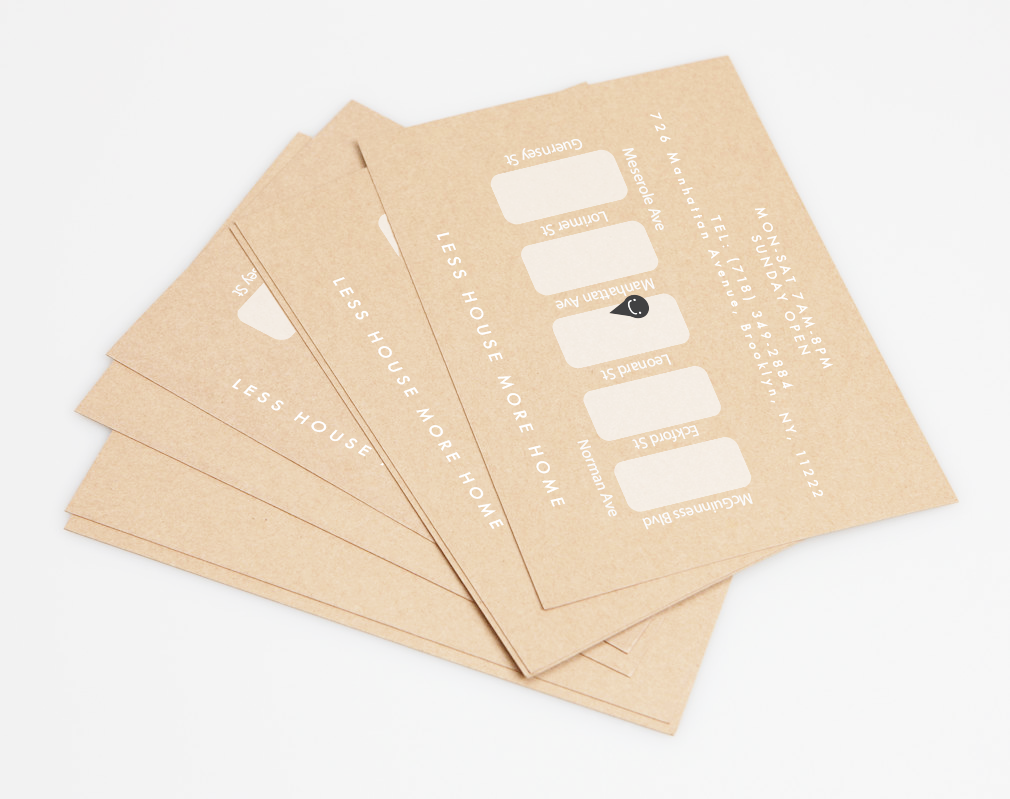 LESS HOUSE MORE HOME
Guernsey St
Meserole Ave
Lorimer St
Manhattan Ave
C:
Leonard St
Eckford St
Norman Ave
McGuinness Blvd
726 Manhattan Avenue, Brooklyn, NY, 11222
TEL: (718) 349-2884
SUNDAY OPEN
MON-SAT 7AM-8PM
LESS HOUSE MORE HOME
ey St
LESS HOUSE